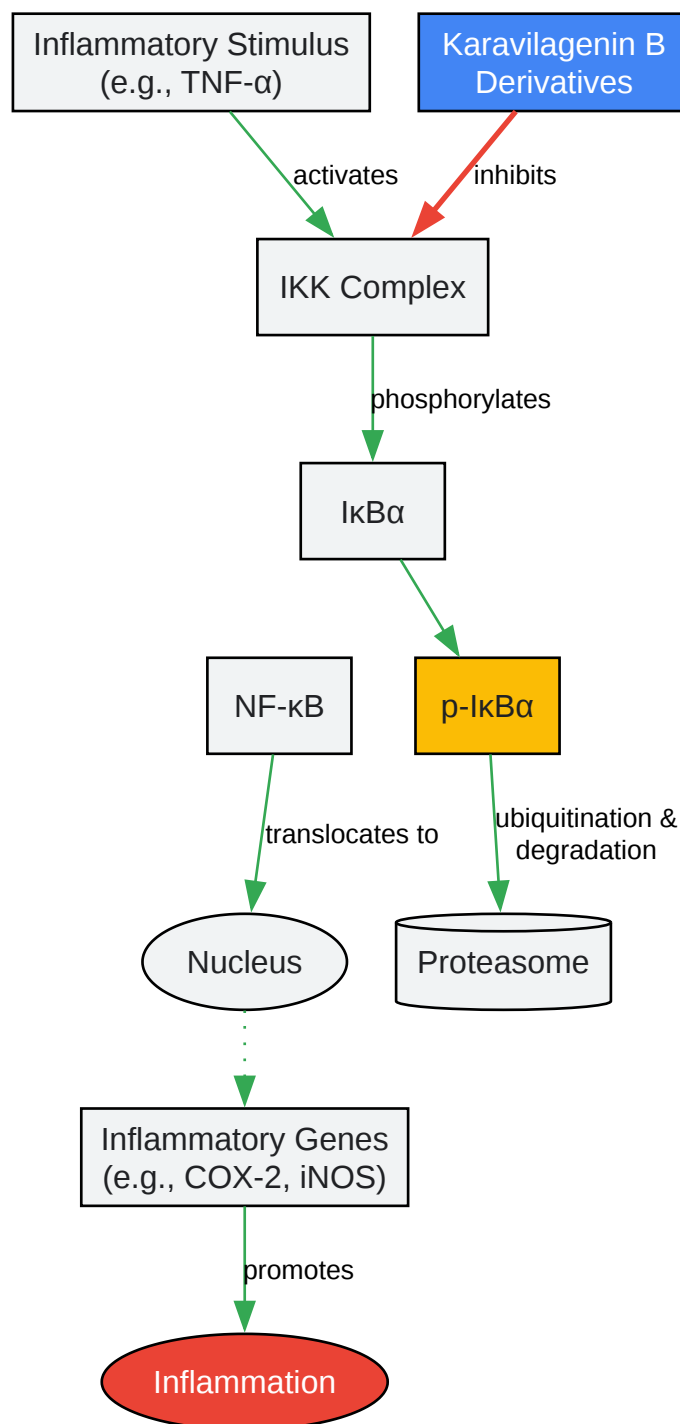 Inflammatory Stimulus
(e.g., TNF-α)
Karavilagenin B
Derivatives
activates
inhibits
IKK Complex
phosphorylates
IκBα
NF-κB
p-IκBα
translocates to
ubiquitination &
degradation
Nucleus
Proteasome
Inflammatory Genes
(e.g., COX-2, iNOS)
promotes
Inflammation